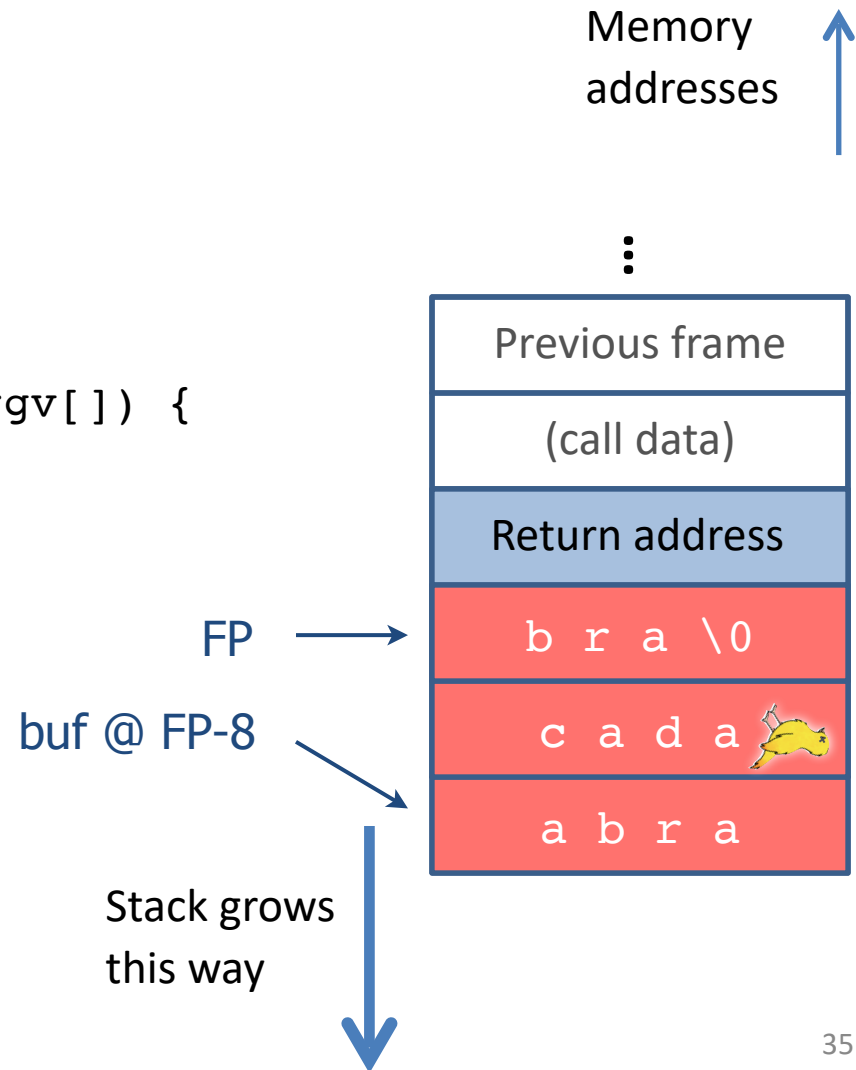 Memory
addresses
⋮
Previous frame
gv[]) {
(call data)
Return address
FP
b r a \0
buf @ FP-8
c a d a
a b r a
Stack grows
this way
35